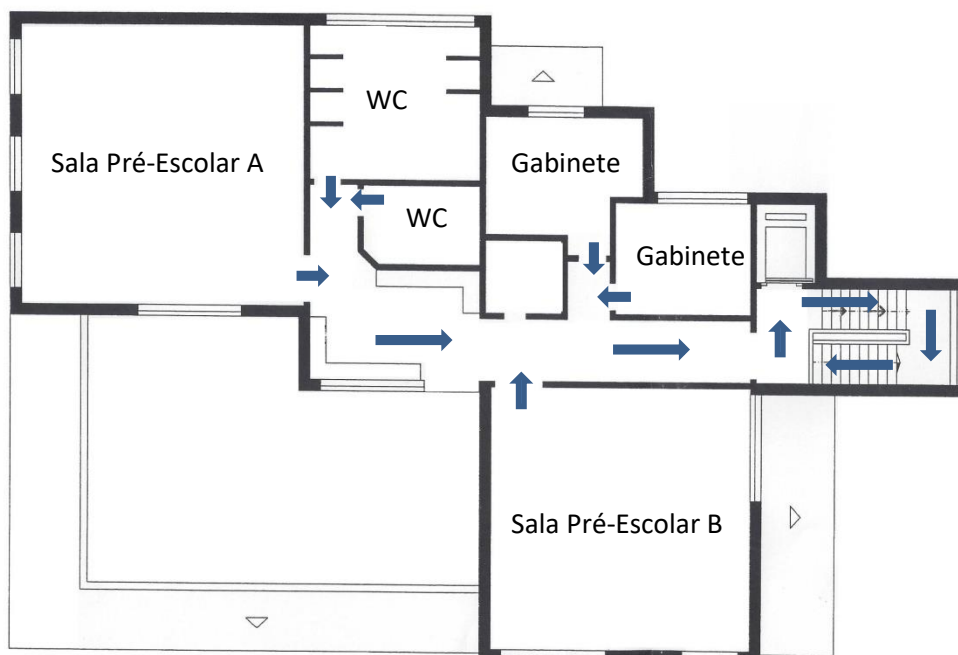 WC
Sala Pré-Escolar A
Gabinete
WC
Gabinete
Sala Pré-Escolar B